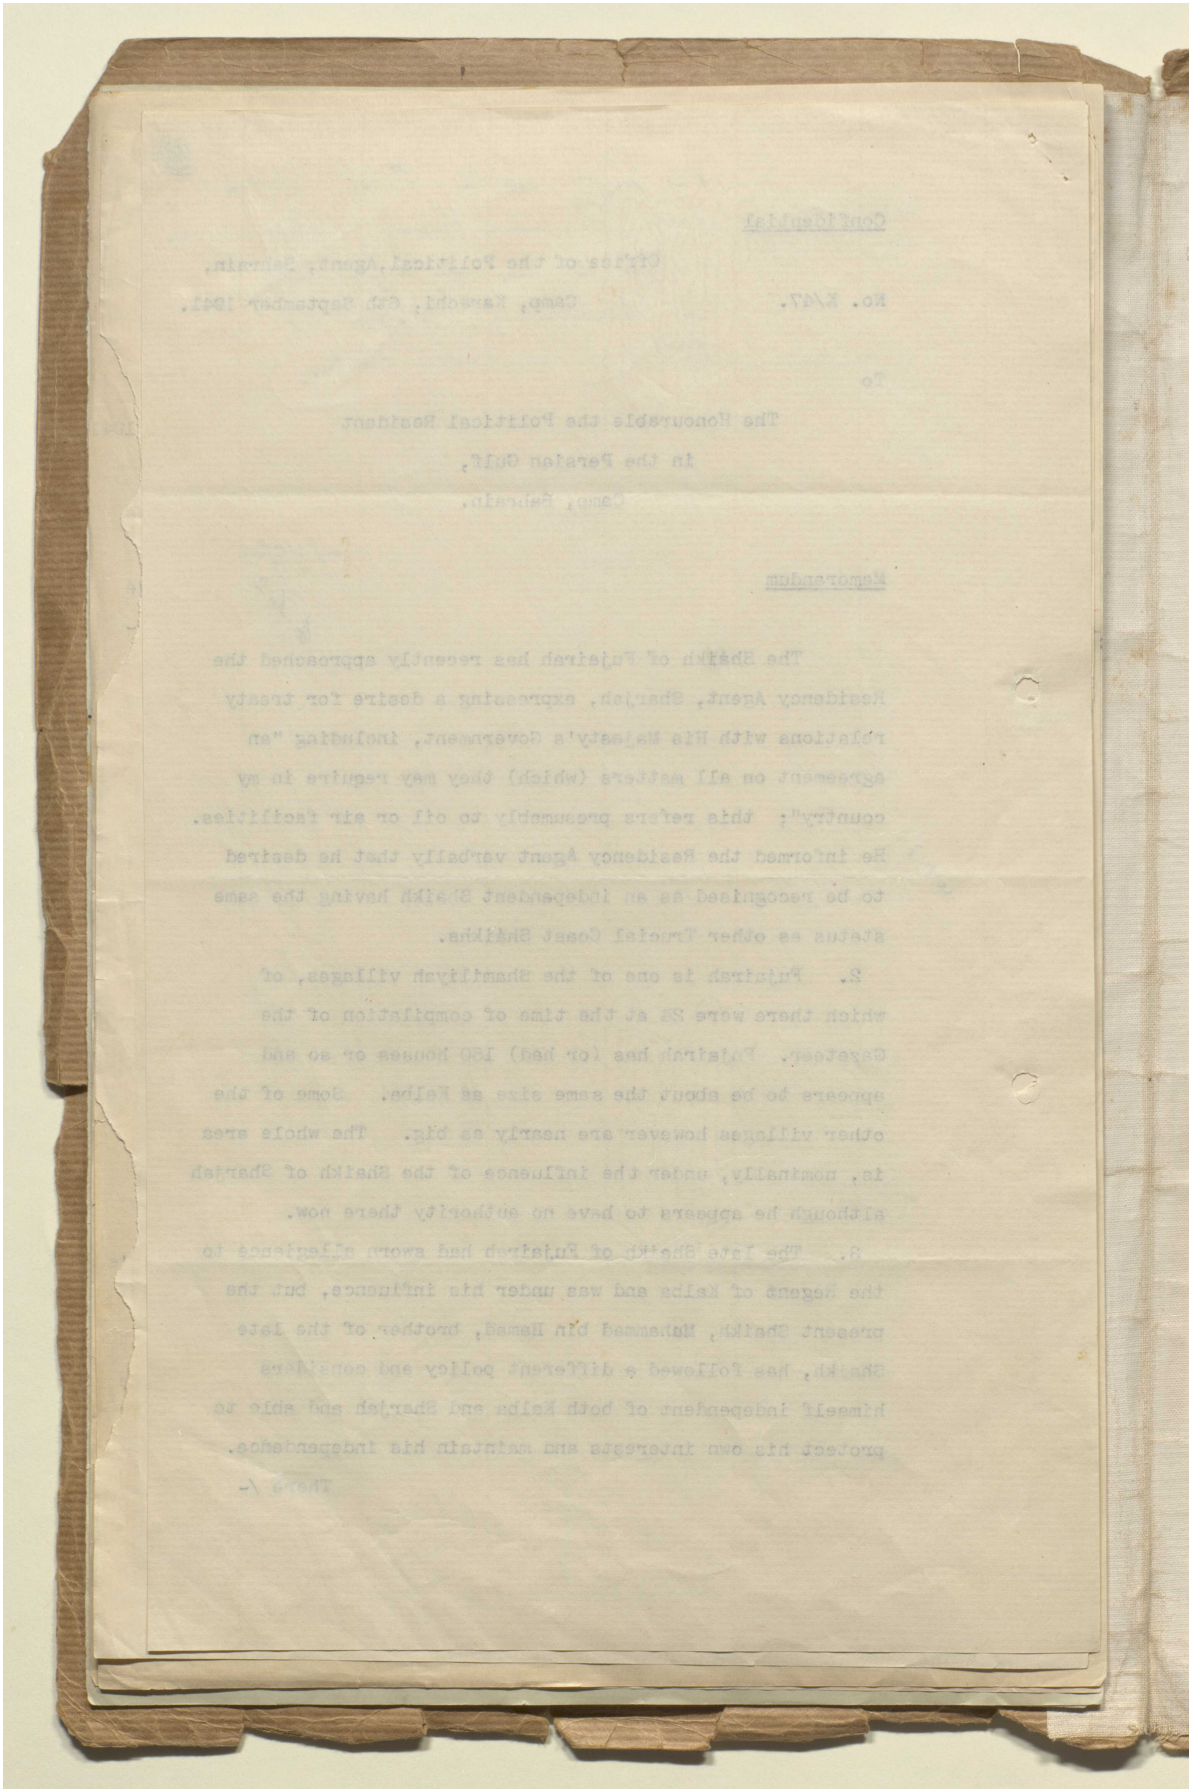 Confidential
Office of the Political Agent, Bahrain,
No. K/47. Camp, Karachi, 6th September 1941.
To
The Honourable the Political Resident
in the Persian Gulf,
Camp, Bahrain.
Memorandum
The Shaikh of Fujairah has recently approached the
Residency Agent, Sharjah, expressing a desire for treaty
relations with His Majesty's Government, including "an
agreement on all matters (which) they may require in my
country"; this refers presumably to oil or air facilities.
He informed the Residency Agent verbally that he desired
to be recognised as an independent Shaikh having the same
status as other Trucial Coast Shaikhs.
2. Fujairah is one of the Shamiliyah villages, of
which there were at the time of compilation of the
Gazeteer. Fujairah has (or had) 150 houses or so and
appears to be about the same size as Kalba. Some of the
other villages however are nearly as big. The whole area
is, nominally, under the influence of the Shaikh of Sharjah
although he appears to have no authority there now.
3. The late Shaikh of Fujairah had sworn allegience to
the Regent of Kalba and was under his influence, but the
present Shaikh, Muhammad bin Hamad, brother of the late
Shaikh, has followed a different policy and considers
himself independent of both Kalba and Sharjah and able to
protect his own interests and maintain his independence.
There /-